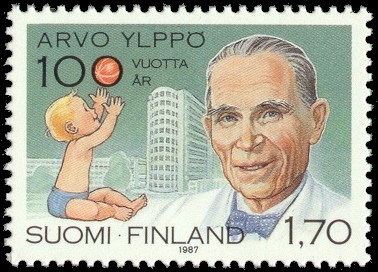 ARVO YLPPÖ
100 VUOTTA
ÅR
SUOMI · FINLAND 1,70
1987